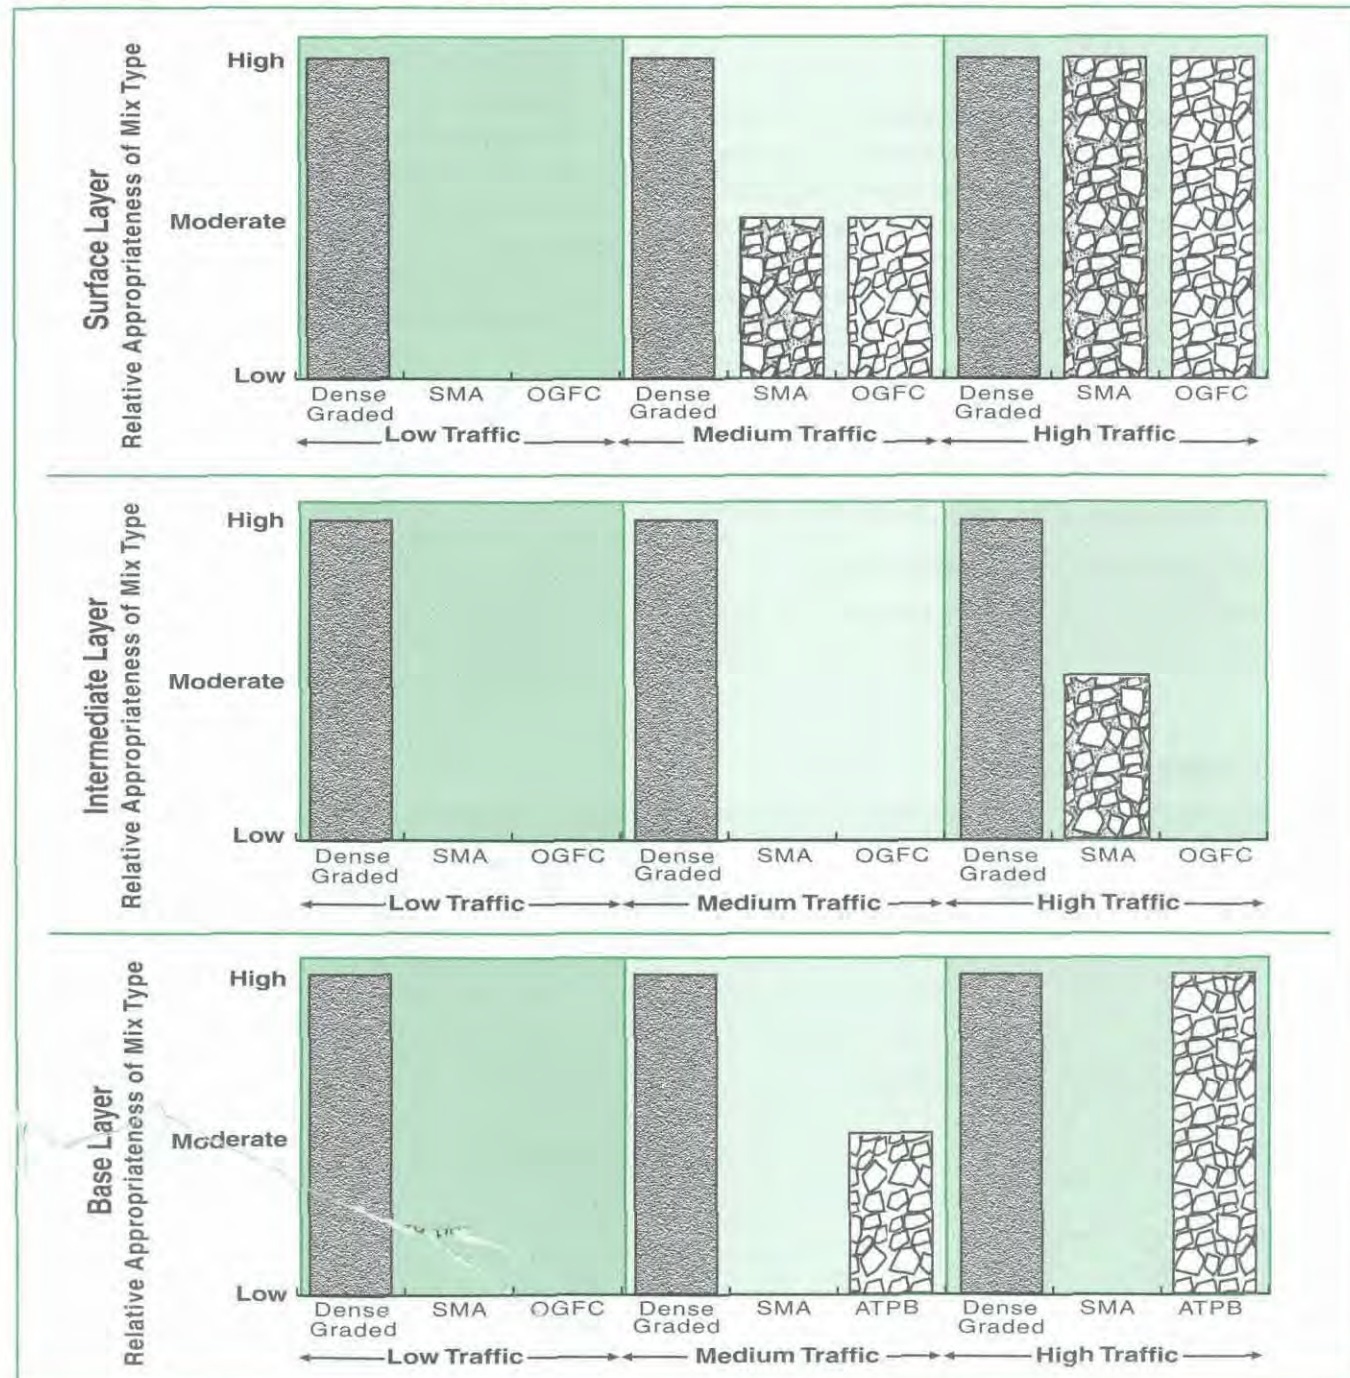 Surface Layer
Relative Appropriateness of Mix Type
High
Moderate
Low
Dense Graded
SMA
OGFC
Dense Graded
SMA
OGFC
Dense Graded
SMA
OGFC
Low Traffic
Medium Traffic
High Traffic
Intermediate Layer
Relative Appropriateness of Mix Type
High
Moderate
Low
Dense Graded
SMA
OGFC
Dense Graded
SMA
OGFC
Dense Graded
SMA
OGFC
Low Traffic
Medium Traffic
High Traffic
Base Layer
Relative Appropriateness of Mix Type
High
Moderate
Low
Dense Graded
SMA
OGFC
Dense Graded
SMA
ATPB
Dense Graded
SMA
ATPB
Low Traffic
Medium Traffic
High Traffic